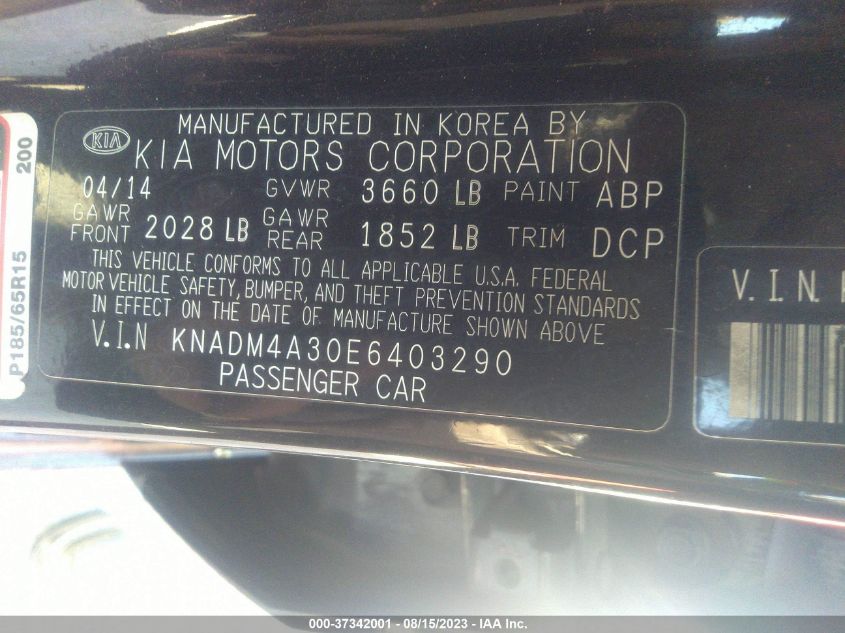 MANUFACTURED IN KOREA BY
KIA KIA MOTORS CORPORATION
04/14 GVWR 3660 LB PAINT ABP
GAWR FRONT 2028 LB GAWR REAR 1852 LB TRIM DCP
THIS VEHICLE CONFORMS TO ALL APPLICABLE U.S.A. FEDERAL
MOTOR VEHICLE SAFETY, BUMPER, AND THEFT PREVENTION STANDARDS
IN EFFECT ON THE DATE OF MANUFACTURE SHOWN ABOVE
V.I.N KNADM4A30E6403290
PASSENGER CAR
P185/65R15 200
V.I.N.
000-37342001 - 08/15/2023 - IAA Inc.